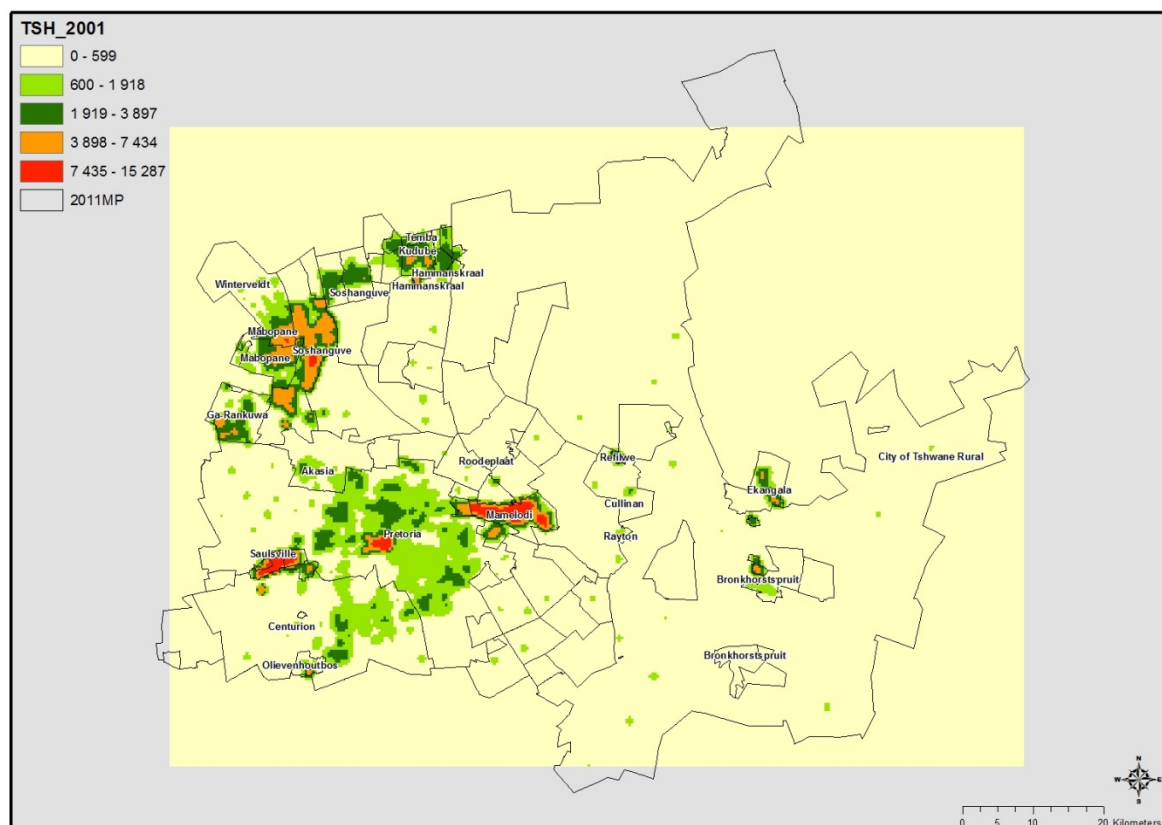 TSH_2001
0 - 599
600 - 1 918
1 919 - 3 897
3 898 - 7 434
7 435 - 15 287
2011MP
Temba
Kudube
Hammanskraal
Hammanskraal
Winterveldt
Soshanguve
Mabopane
Soshanguve
Mabopane
Ga-Rankuwa
Akasia
Roodeplaat
Refilwe
City of Tshwane Rural
Ekangala
Cullinan
Mamelodi
Pretoria
Rayton
Saulsville
Bronkhorstspruit
Centurion
Bronkhorstspruit
Olievenhoutbos
N
W E
S
0 5 10 20 Kilometers